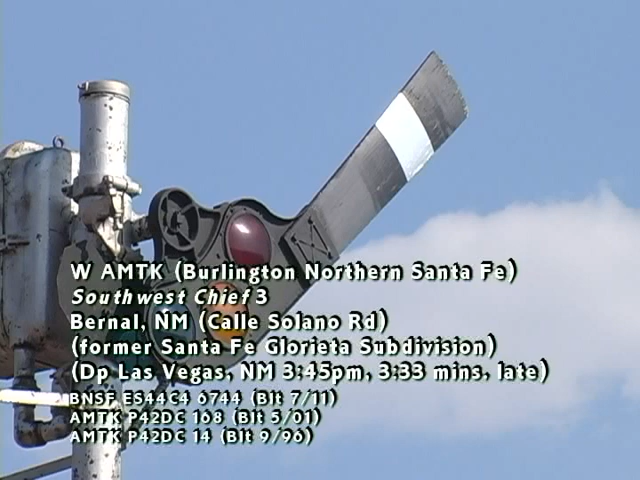 W AMTK (Burlington Northern Santa Fe)
Southwest Chief 3
Bernal, NM (Calle Solano Rd)
(former Santa Fe Glorieta Subdivision)
(Dp Las Vegas, NM 3:45pm, 3:33 mins. late)
BNSF ES44C4 6744 (Blt 7/11)
AMTK P42DC 168 (Blt 5/01)
AMTK P42DC 14 (Blt 9/96)